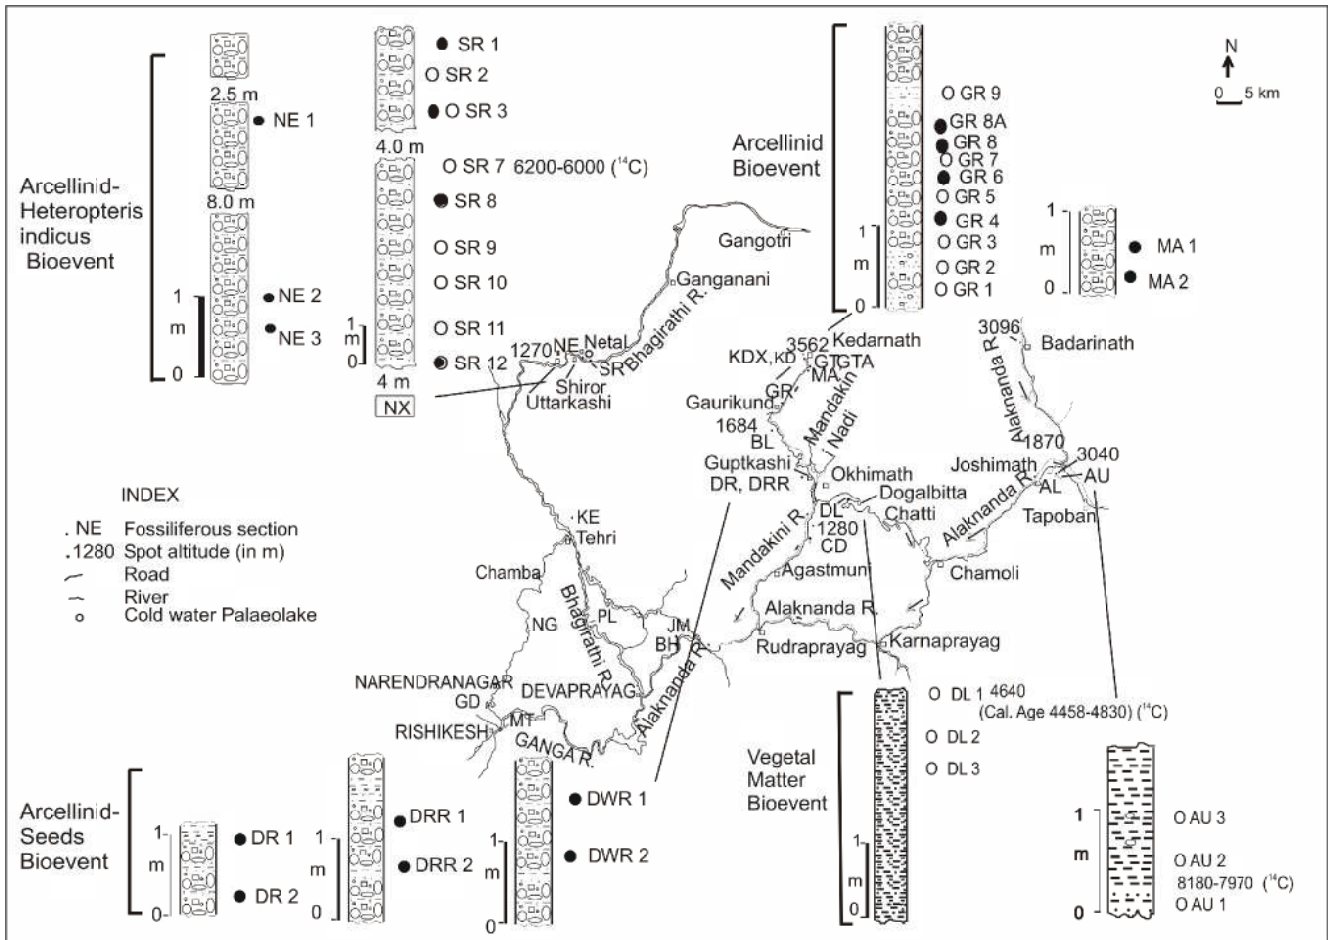 Arcellinid-
Heteropteris
indicus
Bioevent
2.5 m
NE 1
8.0 m
NE 2
NE 3
1
m
0
SR 1
SR 2
SR 3
4.0 m
SR 7 6200-6000 (14C)
SR 8
SR 9
SR 10
SR 11
SR 12
1
m
0
4 m
NX
Arcellinid
Bioevent
GR 9
GR 8A
GR 8
GR 7
GR 6
GR 5
GR 4
GR 3
GR 2
GR 1
1
m
0
N
0 5 km
1
m
0
MA 1
MA 2
Gangotri
Ganganani
Bhagirathi R.
1270
NE
Netal
SR
Shiror
Uttarkashi
3562
Kedarnath
KDX, KD
GTGTA
MA
GR
Gaurikund
Mandakin
Nadi
1684
BL
Guptkashi
DR, DRR
Okhimath
Dogalbitta
Chatti
DL
1280
CD
Mandakini R.
Agastmuni
3096
Badarinath
Alaknanda R.
1870
3040
Joshimath
AL
AU
Tapoban
Alaknanda R.
Chamoli
Alaknanda R.
Rudraprayag
Karnaprayag
INDEX
. NE Fossiliferous section
.1280 Spot altitude (in m)
Road
River
Cold water Palaeolake
KE
Tehri
Chamba
Bhagirathi R.
PL
NG
JM
BH
NARENDRANAGAR
GD
DEVAPRAYAG
Alaknanda R.
RISHIKESH
MT
GANGA R.
Arcellinid-
Seeds
Bioevent
1
m
0
DR 1
DR 2
1
m
0
DRR 1
DRR 2
1
m
0
DWR 1
DWR 2
Vegetal
Matter
Bioevent
1
m
0
DL 1 4640
(Cal. Age 4458-4830) (14C)
DL 2
DL 3
1
m
0
AU 3
AU 2
8180-7970 (14C)
AU 1